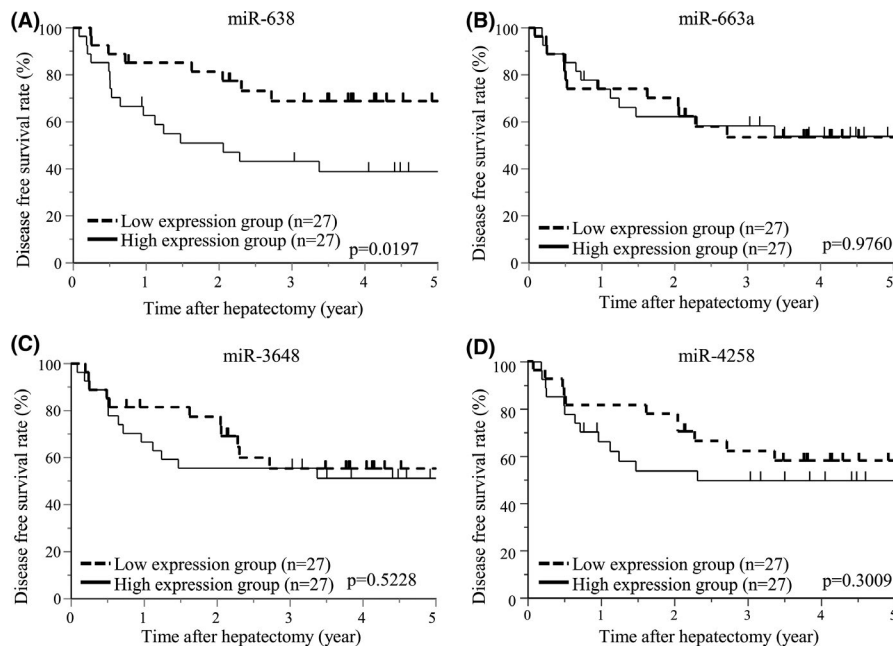 (A)
miR-638
Disease free survival rate (%)
100
80
60
40
20
0
Low expression group (n=27)
High expression group (n=27)
p=0.0197
0 1 2 3 4 5
Time after hepatectomy (year)
(B)
miR-663a
Disease free survival rate (%)
100
80
60
40
20
0
Low expression group (n=27)
High expression group (n=27)
p=0.9760
0 1 2 3 4 5
Time after hepatectomy (year)
(C)
miR-3648
Disease free survival rate (%)
100
80
60
40
20
0
Low expression group (n=27)
High expression group (n=27)
p=0.5228
0 1 2 3 4 5
Time after hepatectomy (year)
(D)
miR-4258
Disease free survival rate (%)
100
80
60
40
20
0
Low expression group (n=27)
High expression group (n=27)
p=0.3009
0 1 2 3 4 5
Time after hepatectomy (year)